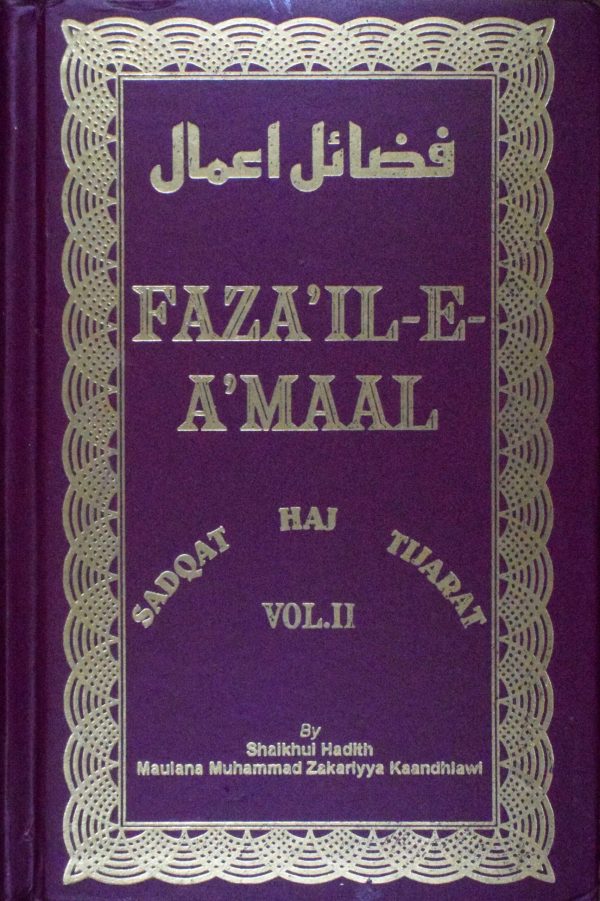 فضائل اعمال
FAZA'IL-E-
A'MAAL
SADQAT HAJ TIJARAT
VOL.II
By
Shaikhul Hadith
Maulana Muhammad Zakariyya Kaandhlawi